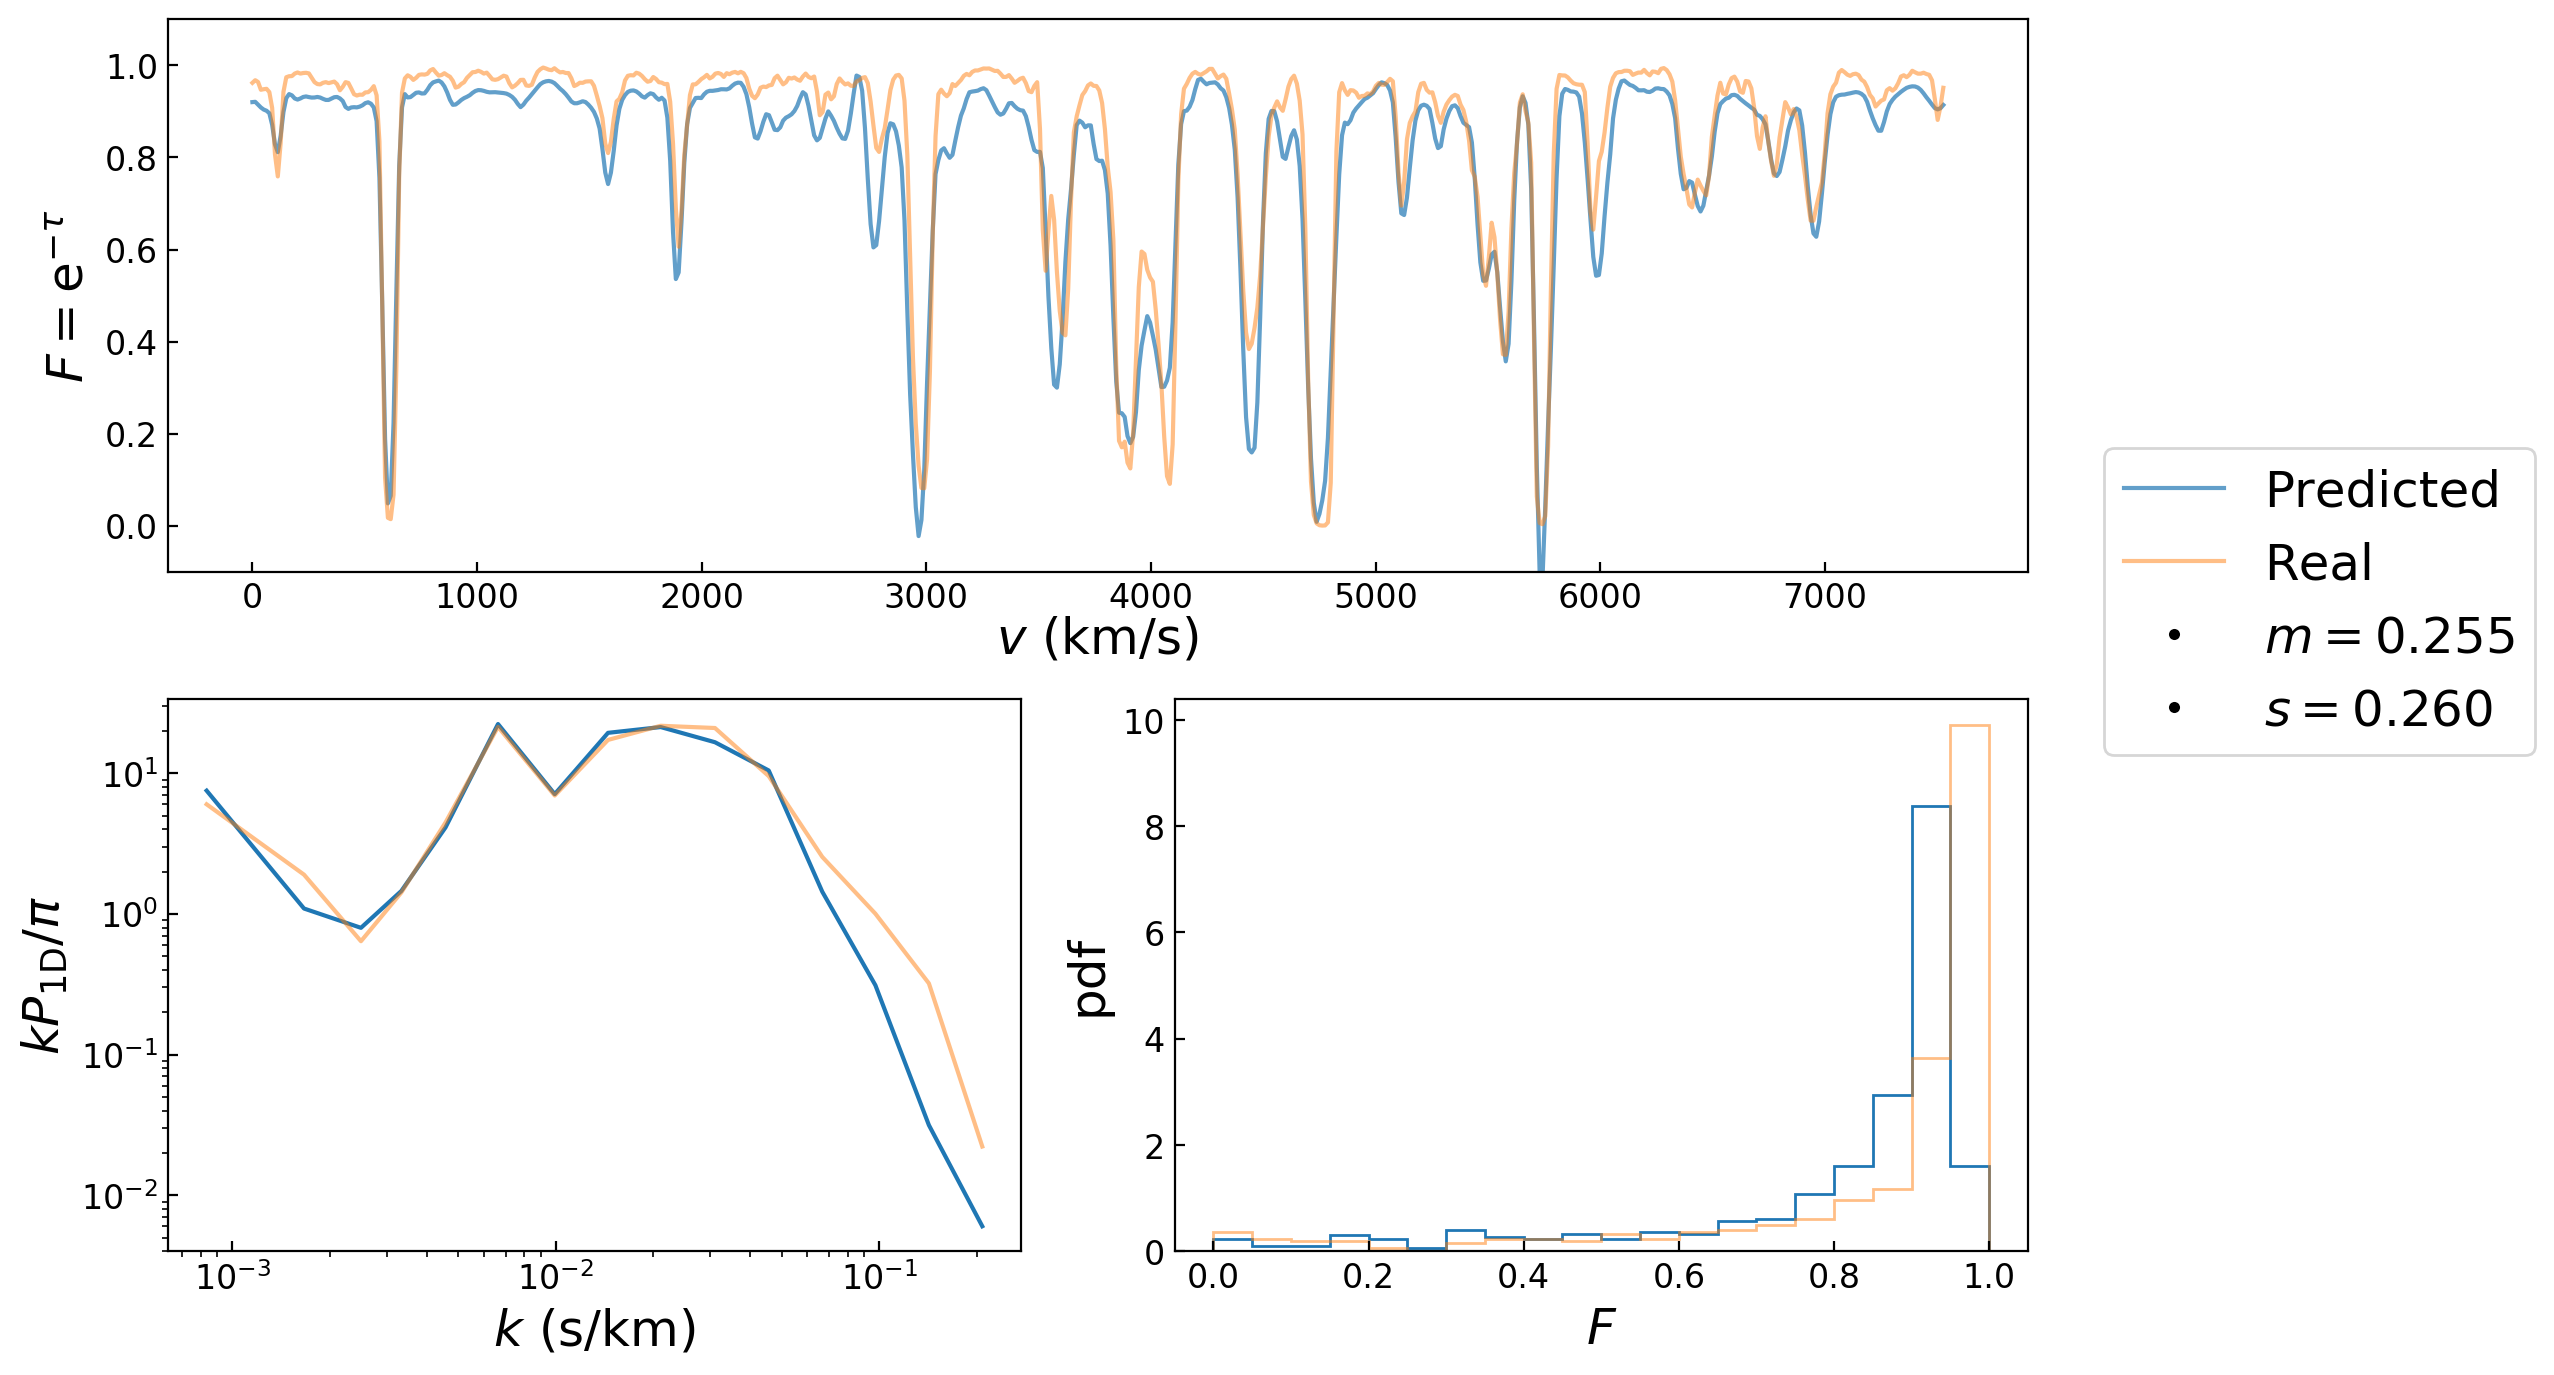 F = e^{−τ}
1.0
0.8
0.6
0.4
0.2
0.0
0 1000 2000 3000 4000 5000 6000 7000
v (km/s)
Predicted
Real
m = 0.255
s = 0.260
kP_{1D}/π
10^1
10^0
10^{−1}
10^{−2}
10^{−3} 10^{−2} 10^{−1}
k (s/km)
pdf
10
8
6
4
2
0
0.0 0.2 0.4 0.6 0.8 1.0
F